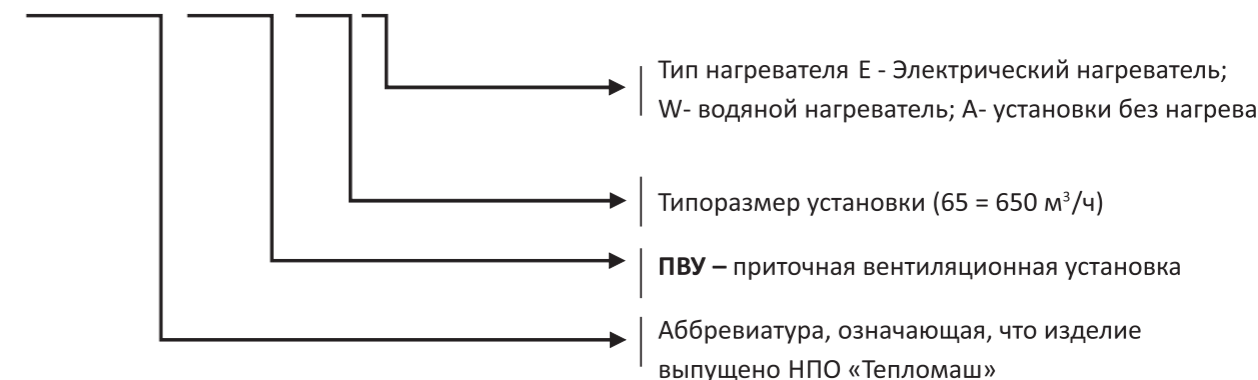 Тип нагревателя Е - Электрический нагреватель;
W- водяной нагреватель; А- установки без нагрева
Типоразмер установки (65 = 650 м³/ч)
ПВУ – приточная вентиляционная установка
Аббревиатура, означающая, что изделие
выпущено НПО «Тепломаш»